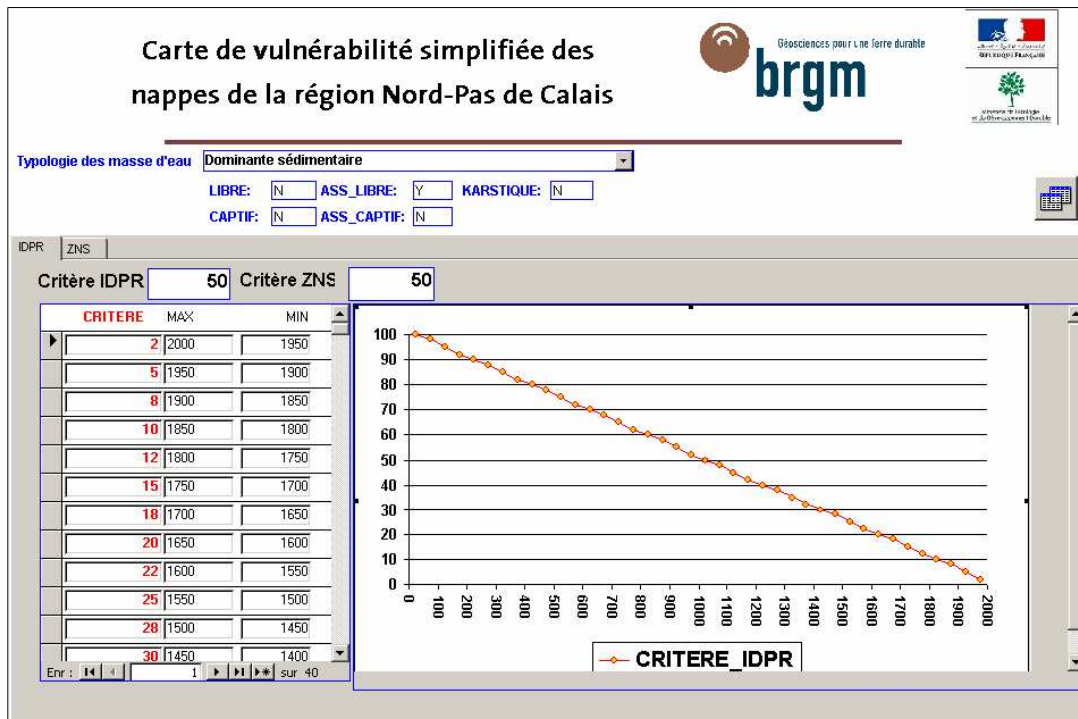 Carte de vulnérabilité simplifiée des
nappes de la région Nord-Pas de Calais
Géosciences pour une Terre durable
brgm
RÉPUBLIQUE FRANÇAISE
Typologie des masse d'eau Dominante sédimentaire
LIBRE: N ASS_LIBRE: Y KARSTIQUE: N
CAPTIF: N ASS_CAPTIF: N
IDPR ZNS
Critère IDPR 50 Critère ZNS 50
CRITERE MAX MIN
2 2000 1950
5 1950 1900
8 1900 1850
10 1850 1800
12 1800 1750
15 1750 1700
18 1700 1650
20 1650 1600
22 1600 1550
25 1550 1500
28 1500 1450
30 1450 1400
Enr : 1 sur 40
100
90
80
70
60
50
40
30
20
10
0
0 100 200 300 400 500 600 700 800 900 1000 1100 1200 1300 1400 1500 1600 1700 1800 1900 2000
CRITERE_IDPR